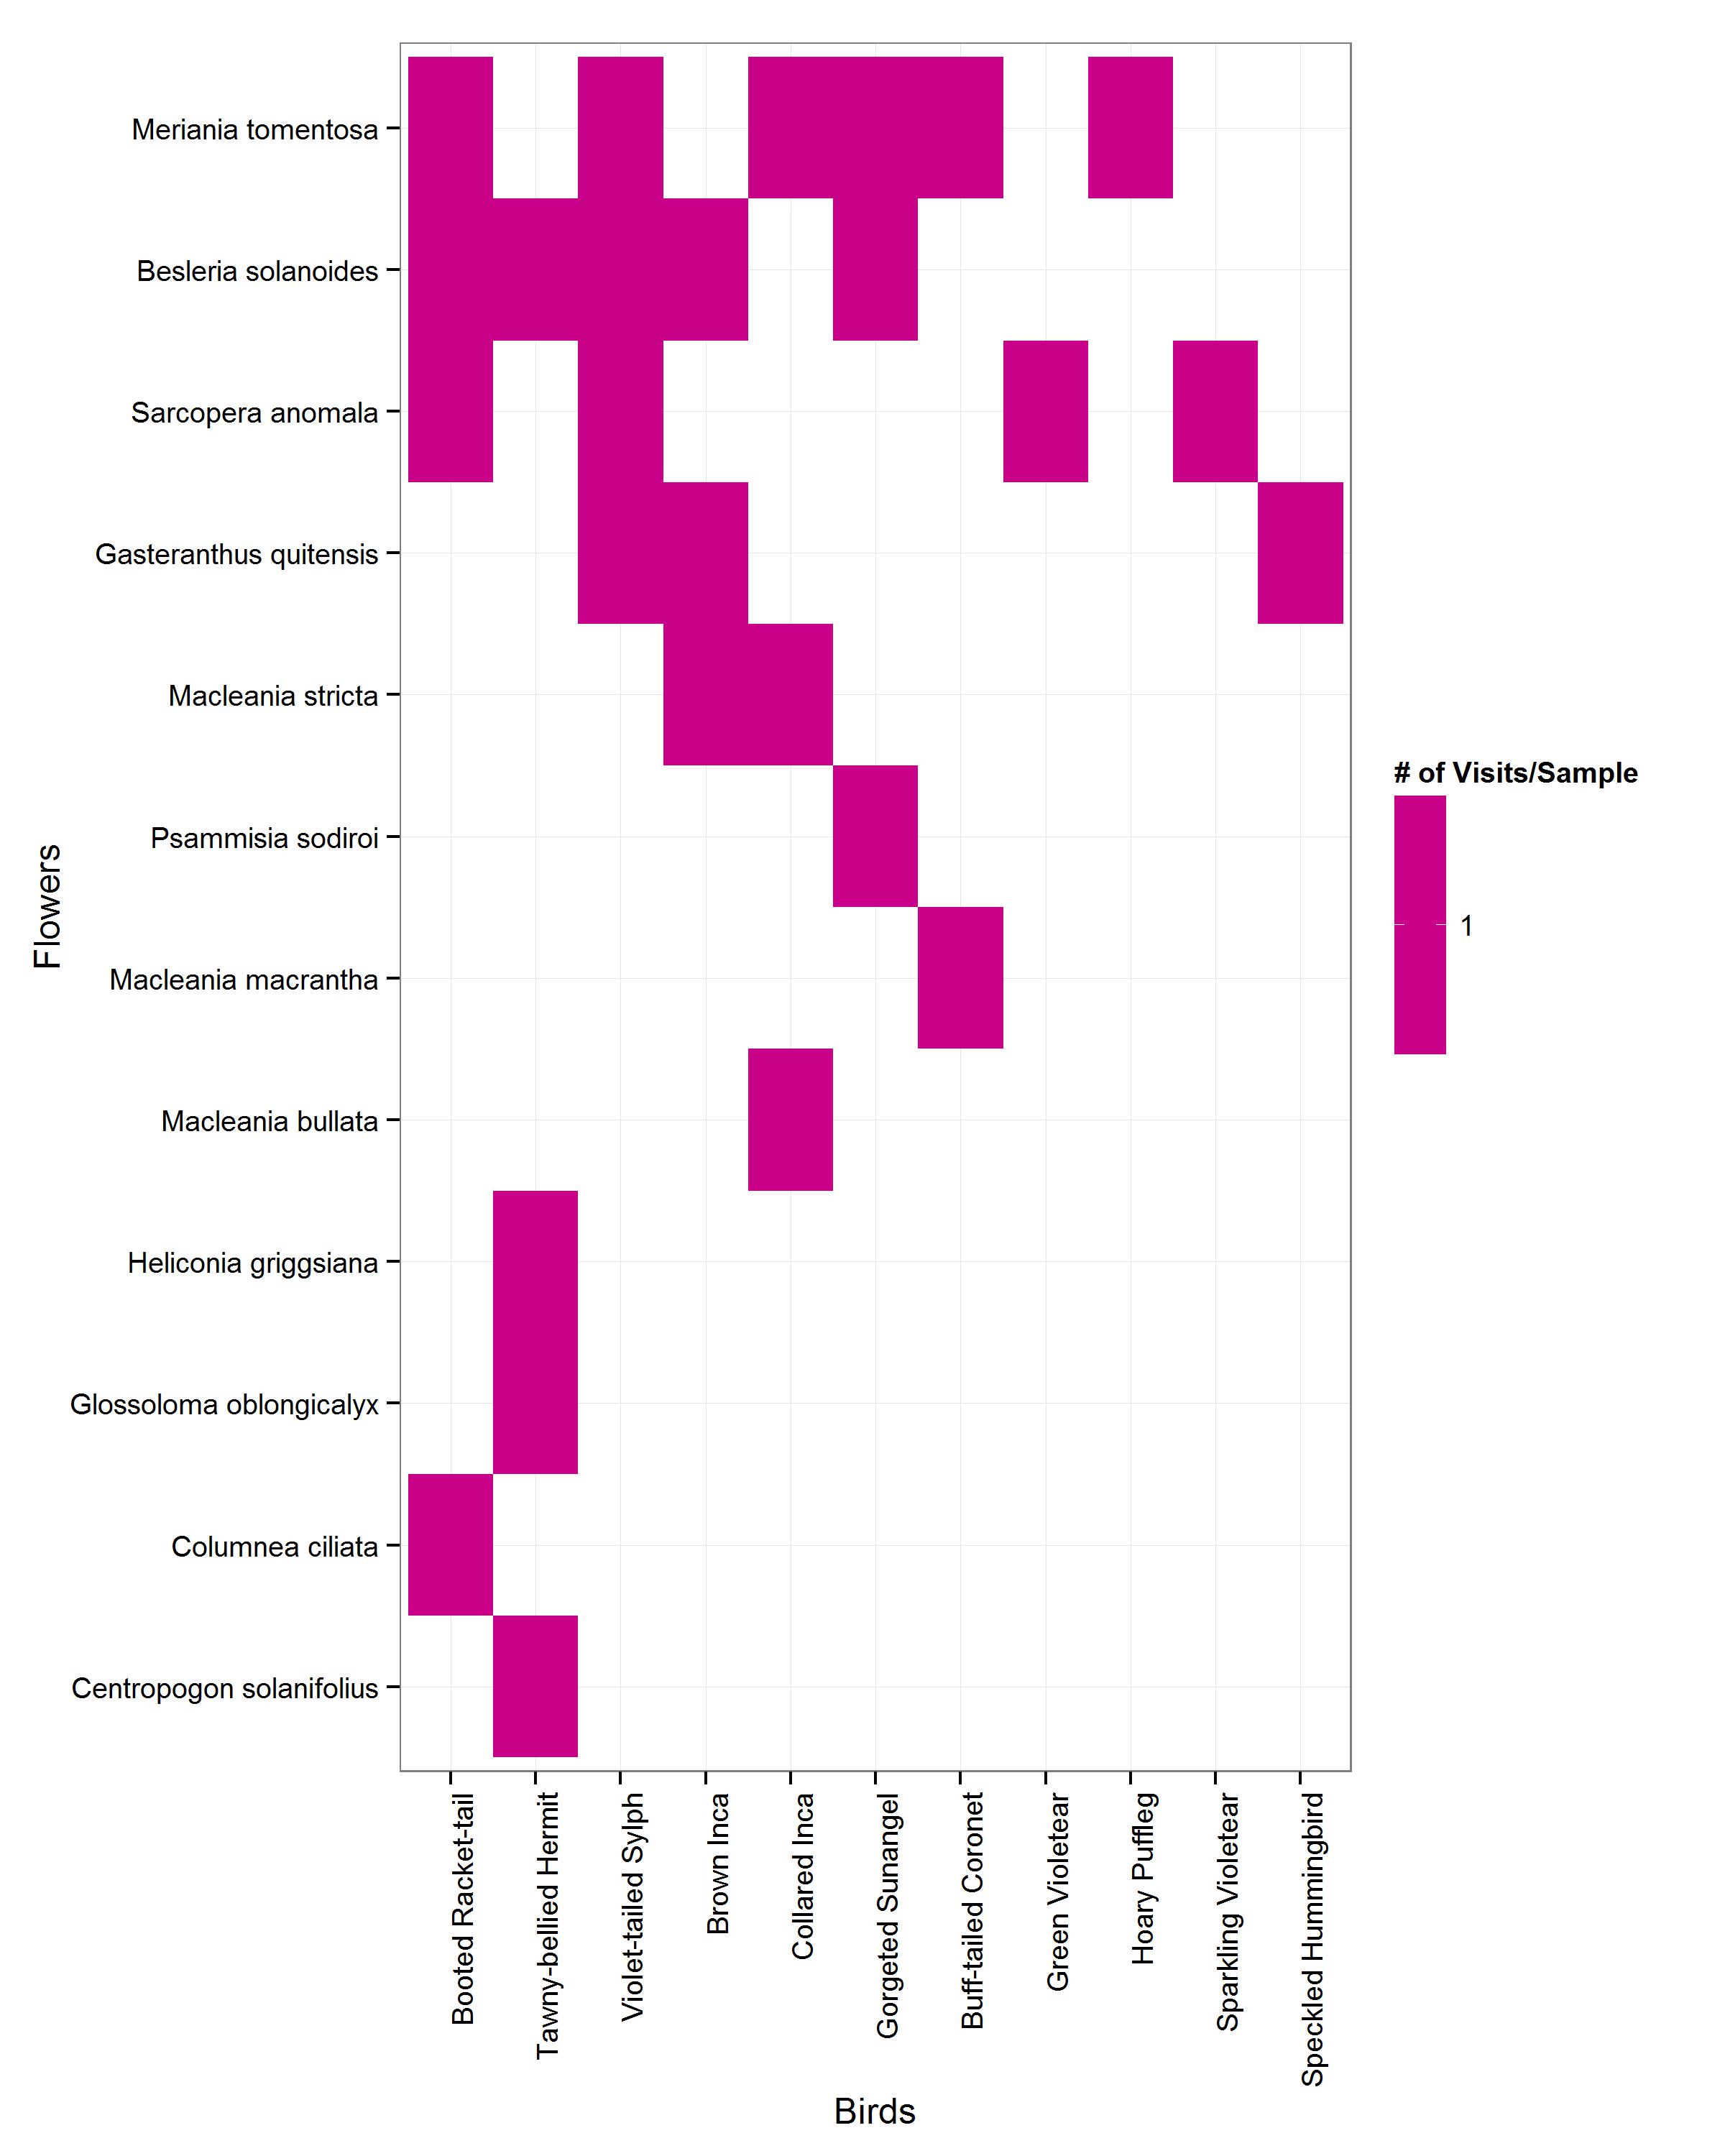 Meriania tomentosa
Besleria solanoides
Sarcopera anomala
Gasteranthus quitensis
Macleania stricta
Psammisia sodiroi
Macleania macrantha
Macleania bullata
Heliconia griggsiana
Glossoloma oblongicalyx
Columnea ciliata
Centropogon solanifolius
Flowers
Booted Racket-tail
Tawny-bellied Hermit
Violet-tailed Sylph
Brown Inca
Collared Inca
Gorgeted Sunangel
Buff-tailed Coronet
Green Violetear
Hoary Puffleg
Sparkling Violetear
Speckled Hummingbird
Birds
# of Visits/Sample
1